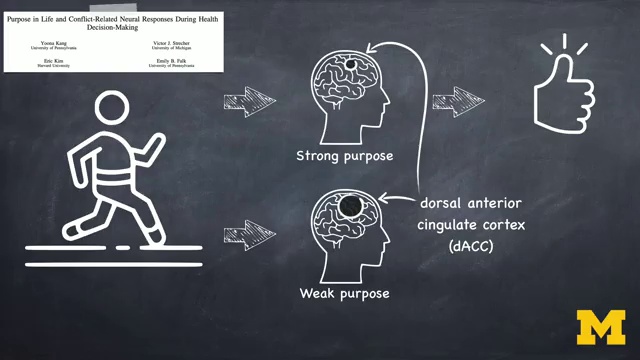 Purpose in Life and Conflict-Related Neural Responses During Health
Decision-Making
Yoona Kang
University of Pennsylvania
Victor J. Strecher
University of Michigan
Eric Kim
Harvard University
Emily B. Falk
University of Pennsylvania
Strong purpose
dorsal anterior
cingulate cortex
(dACC)
Weak purpose
M